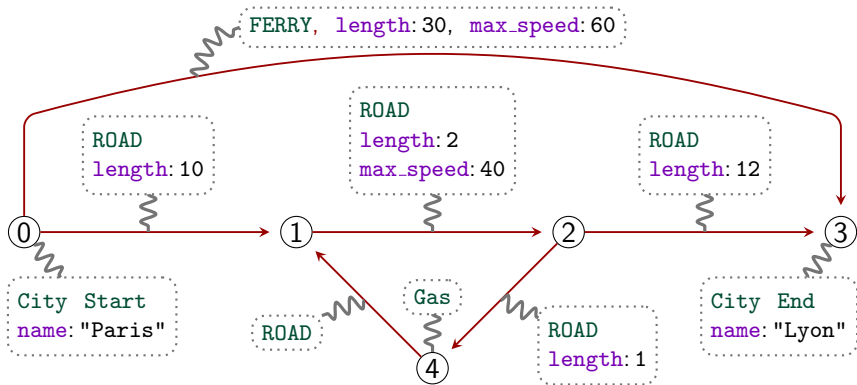 FERRY, length: 30, max_speed: 60
ROAD
length: 10
ROAD
length: 2
max_speed: 40
ROAD
length: 12
0
1
2
3
City Start
name: "Paris"
ROAD
Gas
4
ROAD
length: 1
City End
name: "Lyon"